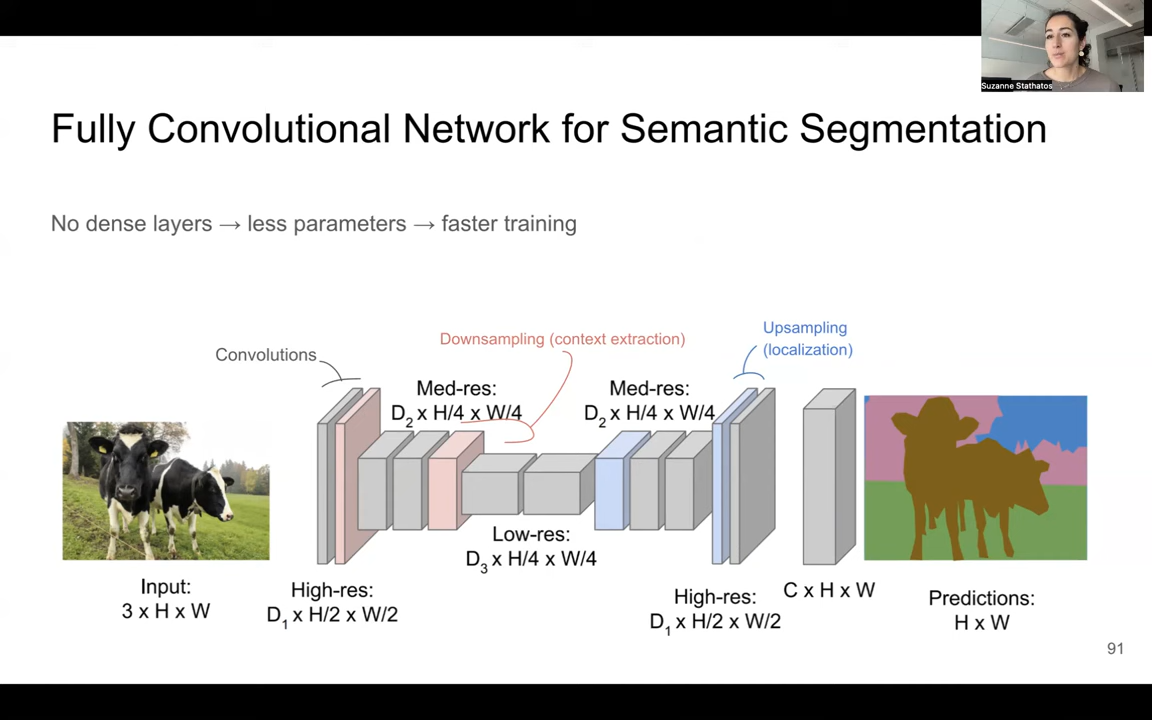 Suzanne Stathatos
Fully Convolutional Network for Semantic Segmentation
No dense layers → less parameters → faster training
Convolutions
Downsampling (context extraction)
Upsampling
(localization)
Med-res:
D2 x H/4 x W/4
Med-res:
D2 x H/4 x W/4
Low-res:
D3 x H/4 x W/4
Input:
3 x H x W
High-res:
D1 x H/2 x W/2
High-res:
D1 x H/2 x W/2
C x H x W
Predictions:
H x W
91